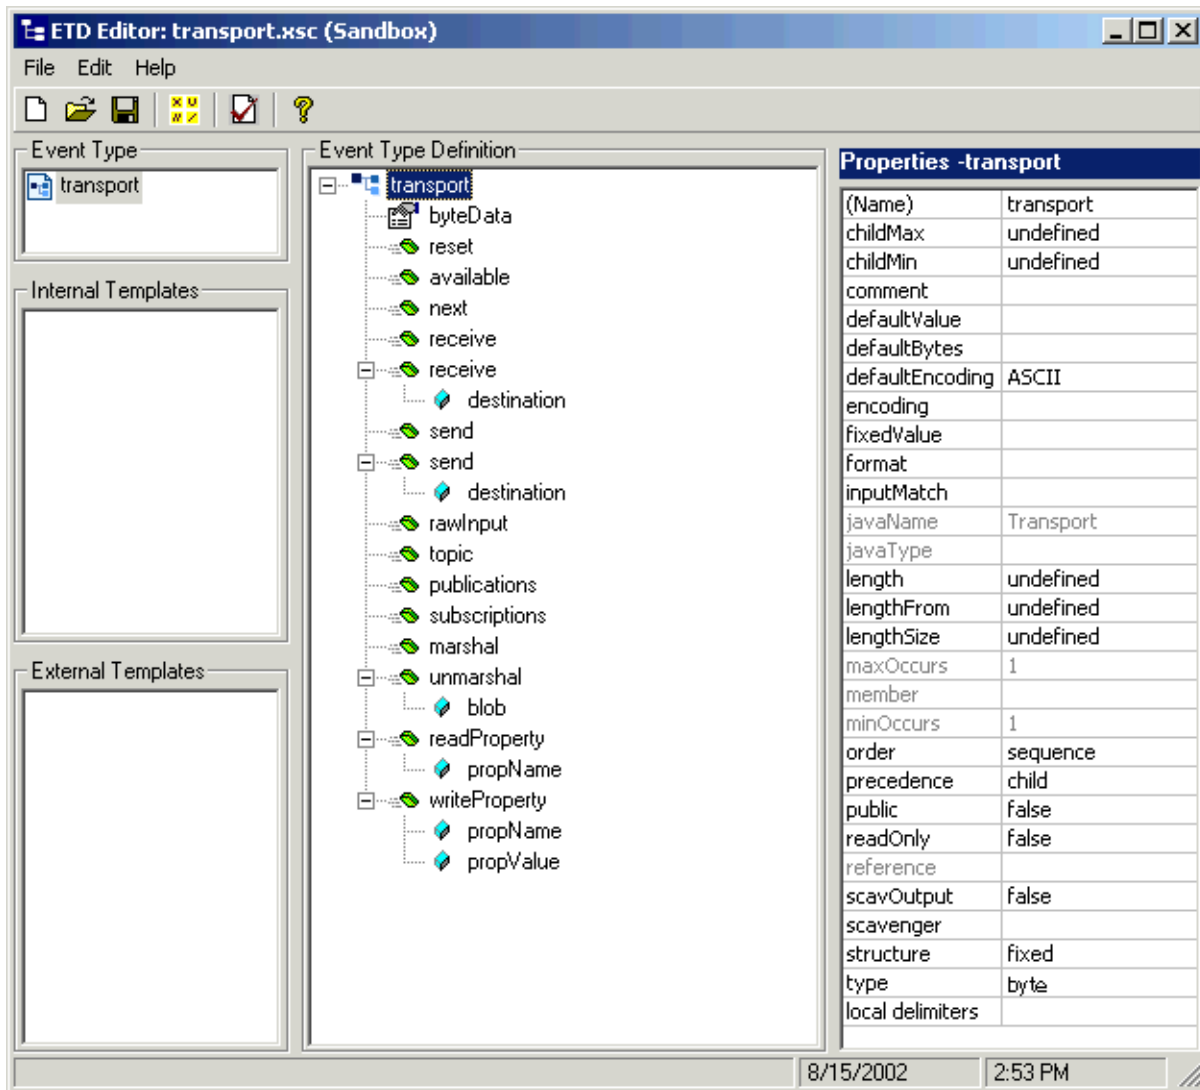 ETD Editor: transport.xsc (Sandbox)
File Edit Help
Event Type
transport
Internal Templates
External Templates
Event Type Definition
transport
byteData
reset
available
next
receive
receive
destination
send
send
destination
rawInput
topic
publications
subscriptions
marshal
unmarshal
blob
readProperty
propName
writeProperty
propName
propValue
Properties -transport
(Name) transport
childMax undefined
childMin undefined
comment
defaultValue
defaultBytes
defaultEncoding ASCII
encoding
fixedValue
format
inputMatch
javaName Transport
javaType
length undefined
lengthFrom undefined
lengthSize undefined
maxOccurs 1
member
minOccurs 1
order sequence
precedence child
public false
readOnly false
reference
scavOutput false
scavenger
structure fixed
type byte
local delimiters
8/15/2002 2:53 PM